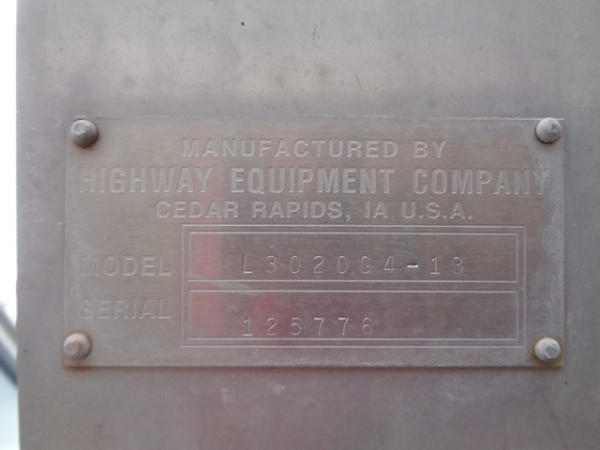 MANUFACTURED BY
HIGHWAY EQUIPMENT COMPANY
CEDAR RAPIDS, IA U.S.A.
MODEL L3020G4-13
SERIAL 125776